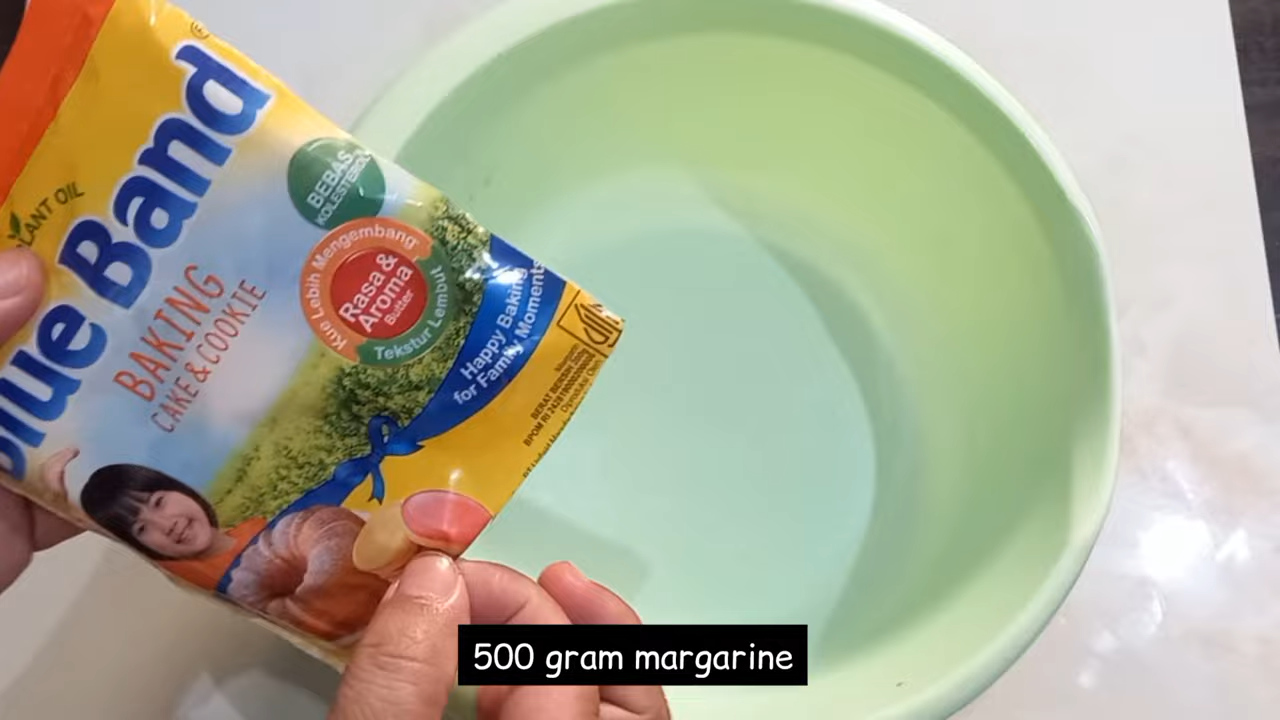 PLANT OIL
Blue Band
BAKING
CAKE & COOKIE
BEBAS
KOLESTEROL
Kue Lebih Mengembang
Rasa &
Aroma
Butter
Tekstur Lembut
Happy Baking
for Family Moments
500 gram margarine